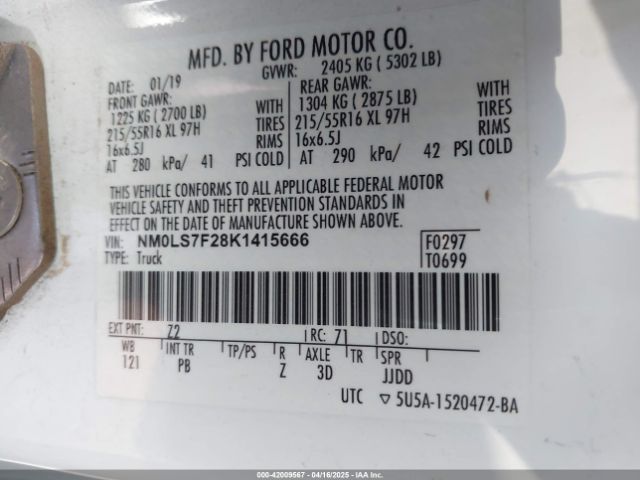 MFD. BY FORD MOTOR CO.
GVWR: 2405 KG ( 5302 LB)
DATE: 01/19
FRONT GAWR: REAR GAWR:
1225 KG ( 2700 LB) WITH 1304 KG ( 2875 LB) WITH
215/55R16 XL 97H TIRES 215/55R16 XL 97H TIRES
16x6.5J RIMS 16x6.5J RIMS
AT 280 kPa/ 41 PSI COLD AT 290 kPa/ 42 PSI COLD
THIS VEHICLE CONFORMS TO ALL APPLICABLE FEDERAL MOTOR
VEHICLE SAFETY AND THEFT PREVENTION STANDARDS IN
EFFECT ON THE DATE OF MANUFACTURE SHOWN ABOVE.
VIN: NM0LS7F28K1415666 F0297
TYPE: Truck T0699
EXT PNT: Z2 RC: 71 DSO:
WB INT TR TP/PS R AXLE TR SPR
121 PB Z 3D JJDD
UTC ▽ 5U5A-1520472-BA
000-42009567 - 04/16/2025 - IAAI.COM